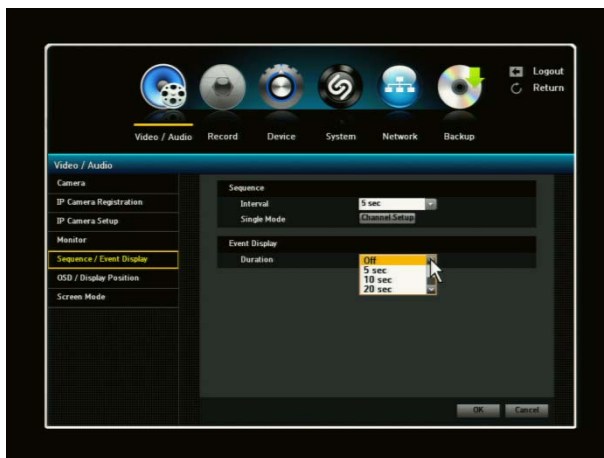 Logout
Return
Video / Audio Record Device System Network Backup
Video / Audio
Camera
IP Camera Registration
IP Camera Setup
Monitor
Sequence / Event Display
OSD / Display Position
Screen Mode
Sequence
Interval 5 sec
Single Mode Channel Setup
Event Display
Duration Off
5 sec
10 sec
20 sec
OK Cancel